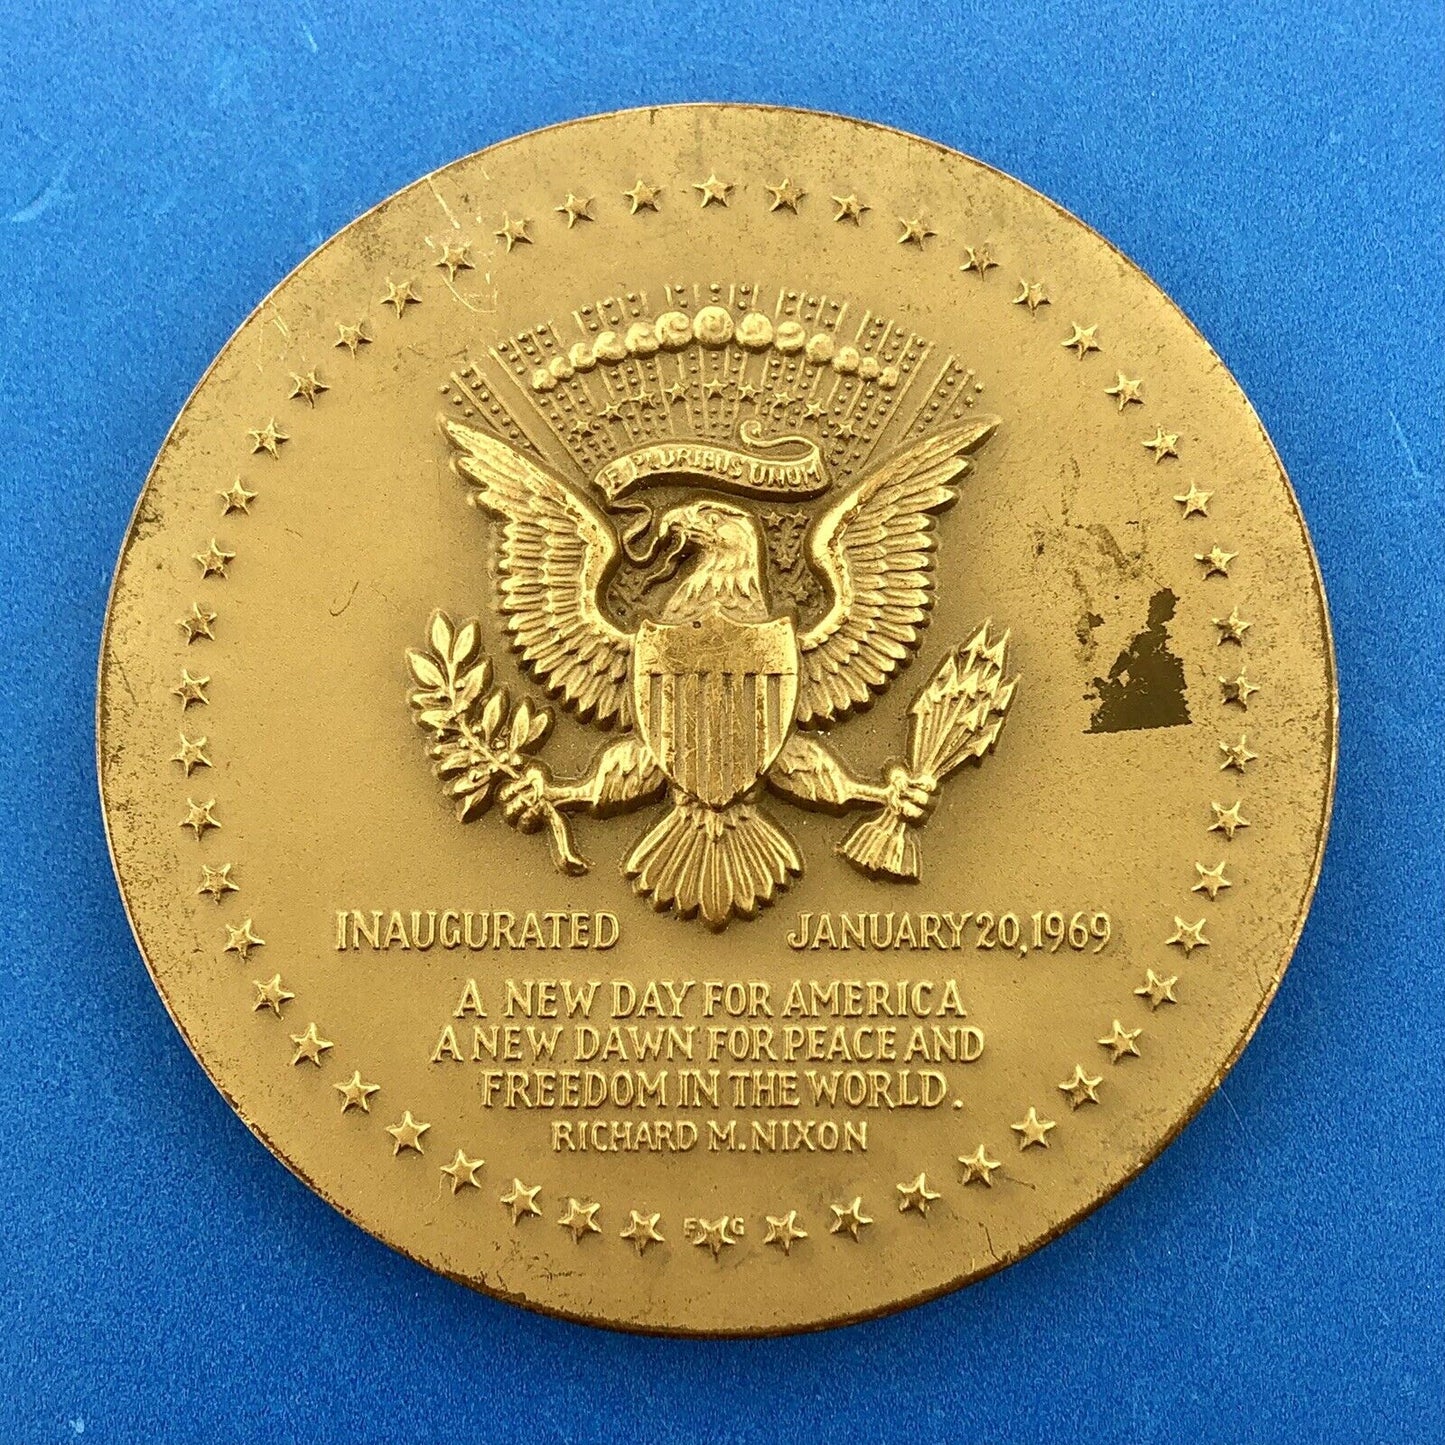 E PLURIBUS UNUM
INAUGURATED JANUARY 20, 1969
A NEW DAY FOR AMERICA
A NEW DAWN FOR PEACE AND
FREEDOM IN THE WORLD.
RICHARD M. NIXON
F G